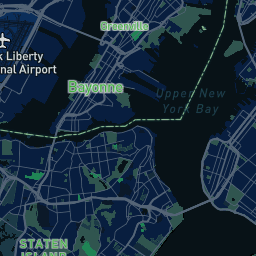 Greenville
k Liberty
nal Airport
Bayonne
Upper New
York Bay
STATEN
ISLAND